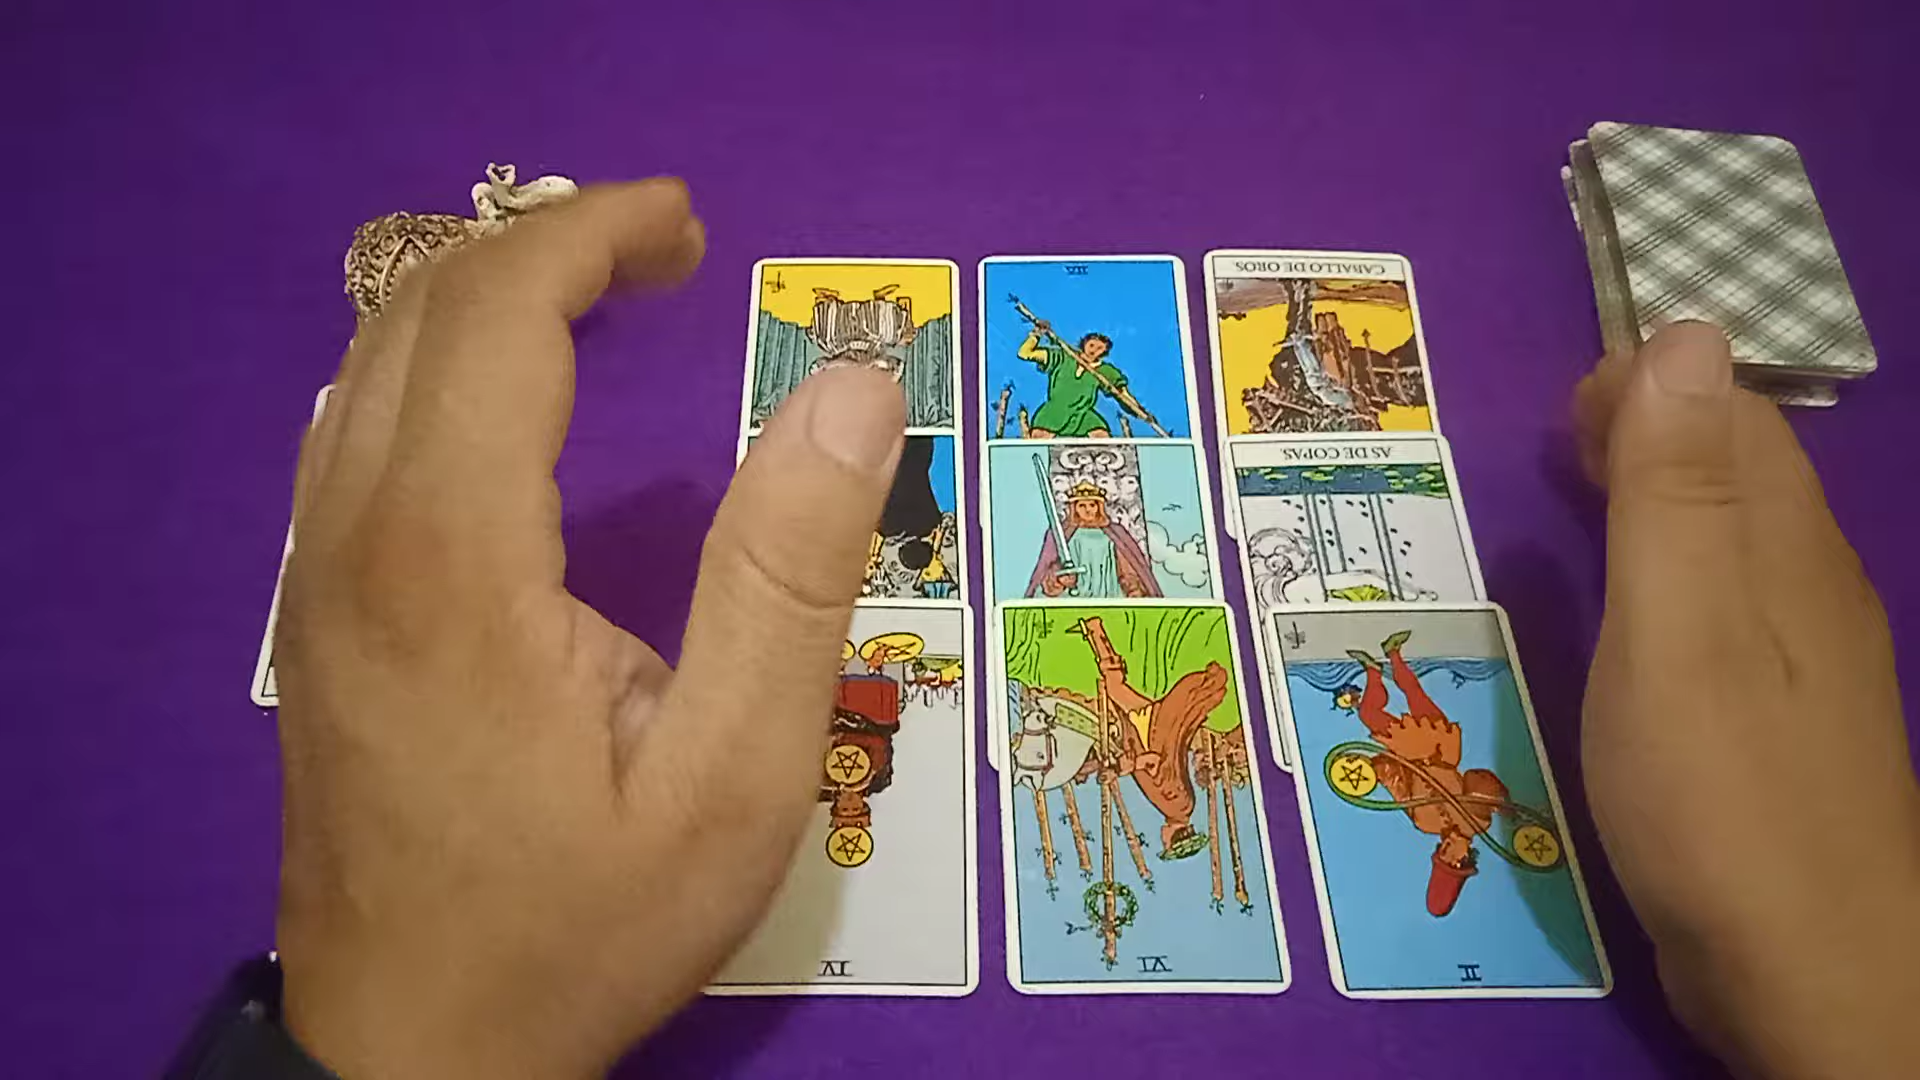 VII
CABALLO DE OROS.
AS DE COPAS.
IV
VI
II